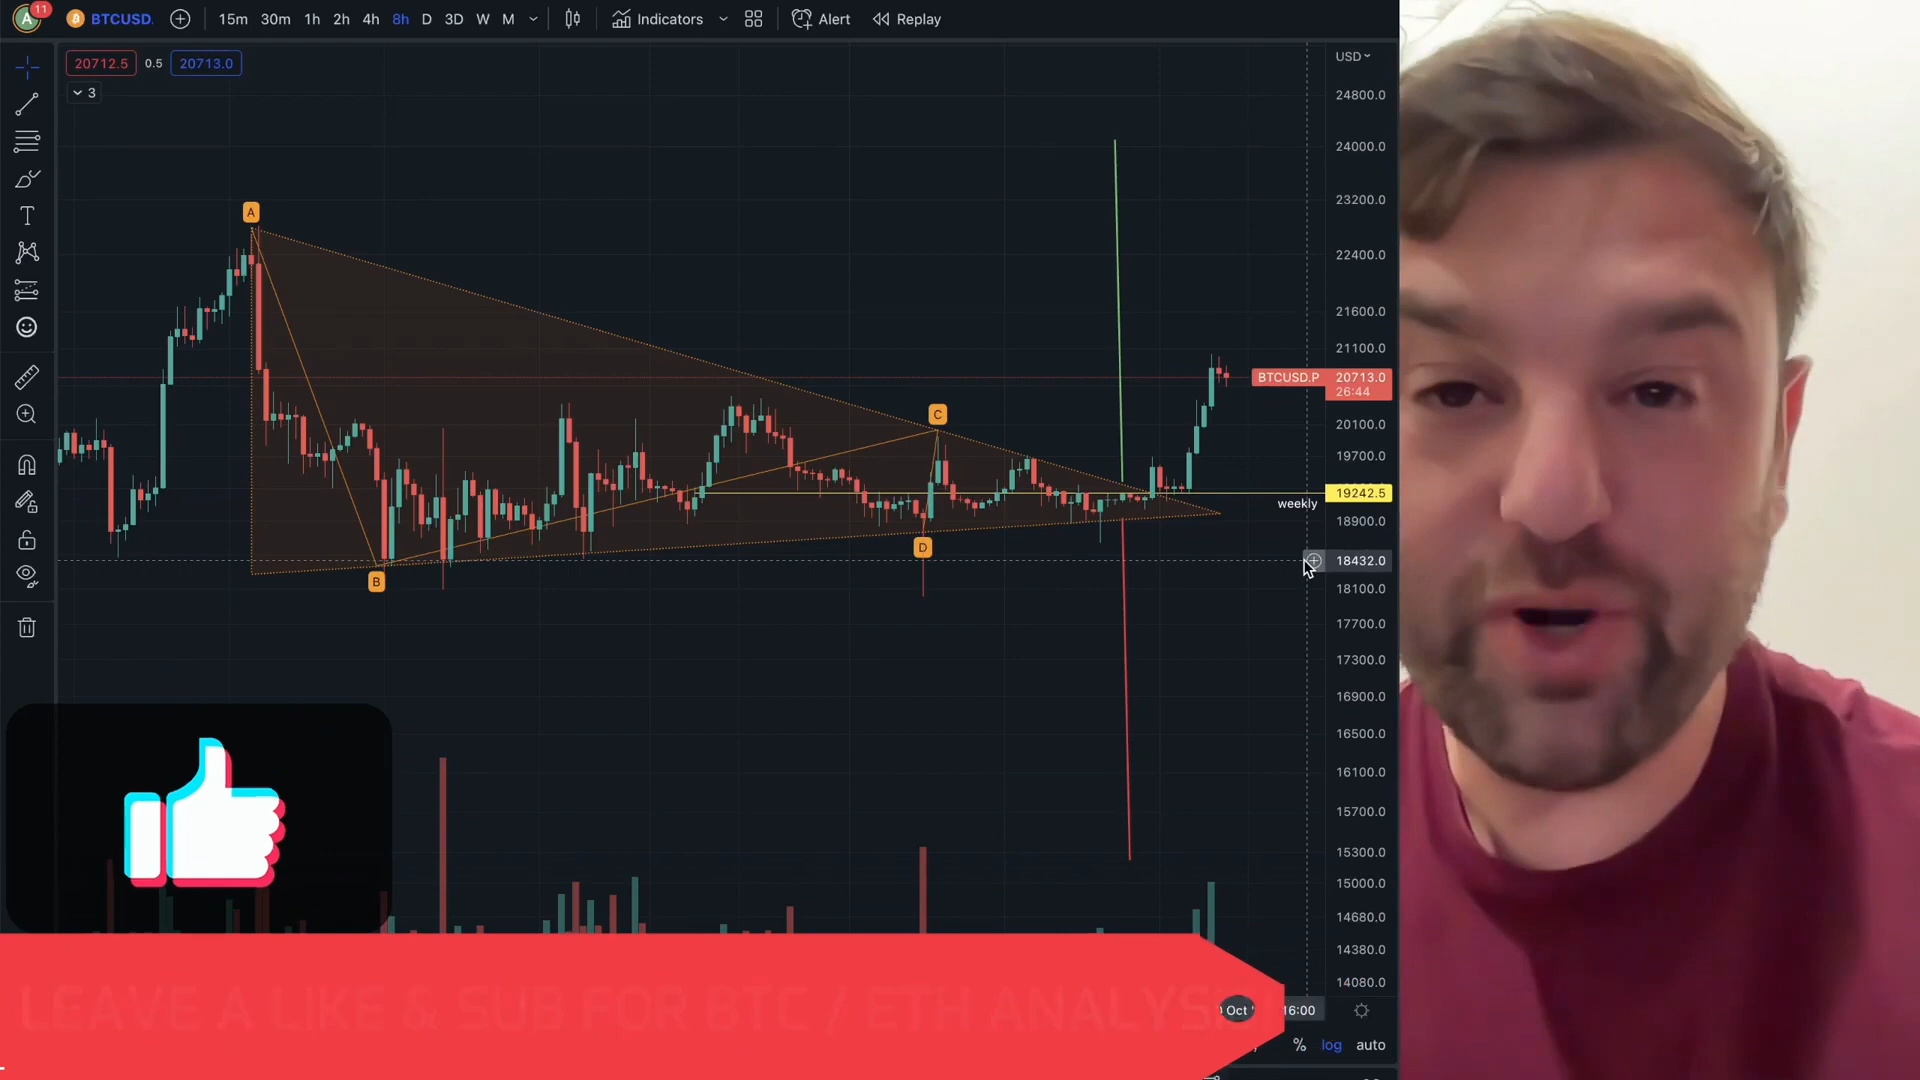 A 11 BTCUSD. 15m 30m 1h 2h 4h 8h D 3D W M Indicators Alert Replay
20712.5 0.5 20713.0
3
USD
24800.0
24000.0
23200.0
22400.0
21600.0
21100.0
BTCUSD.P 20713.0
26:44
20100.0
19700.0
19242.5
weekly
18900.0
18432.0
18100.0
17700.0
17300.0
16900.0
16500.0
16100.0
15700.0
15300.0
15000.0
14680.0
14380.0
14080.0
A
B
C
D
LEAVE A LIKE & SUB FOR BTC / ETH ANALYSIS
Oct 16:00
% log auto